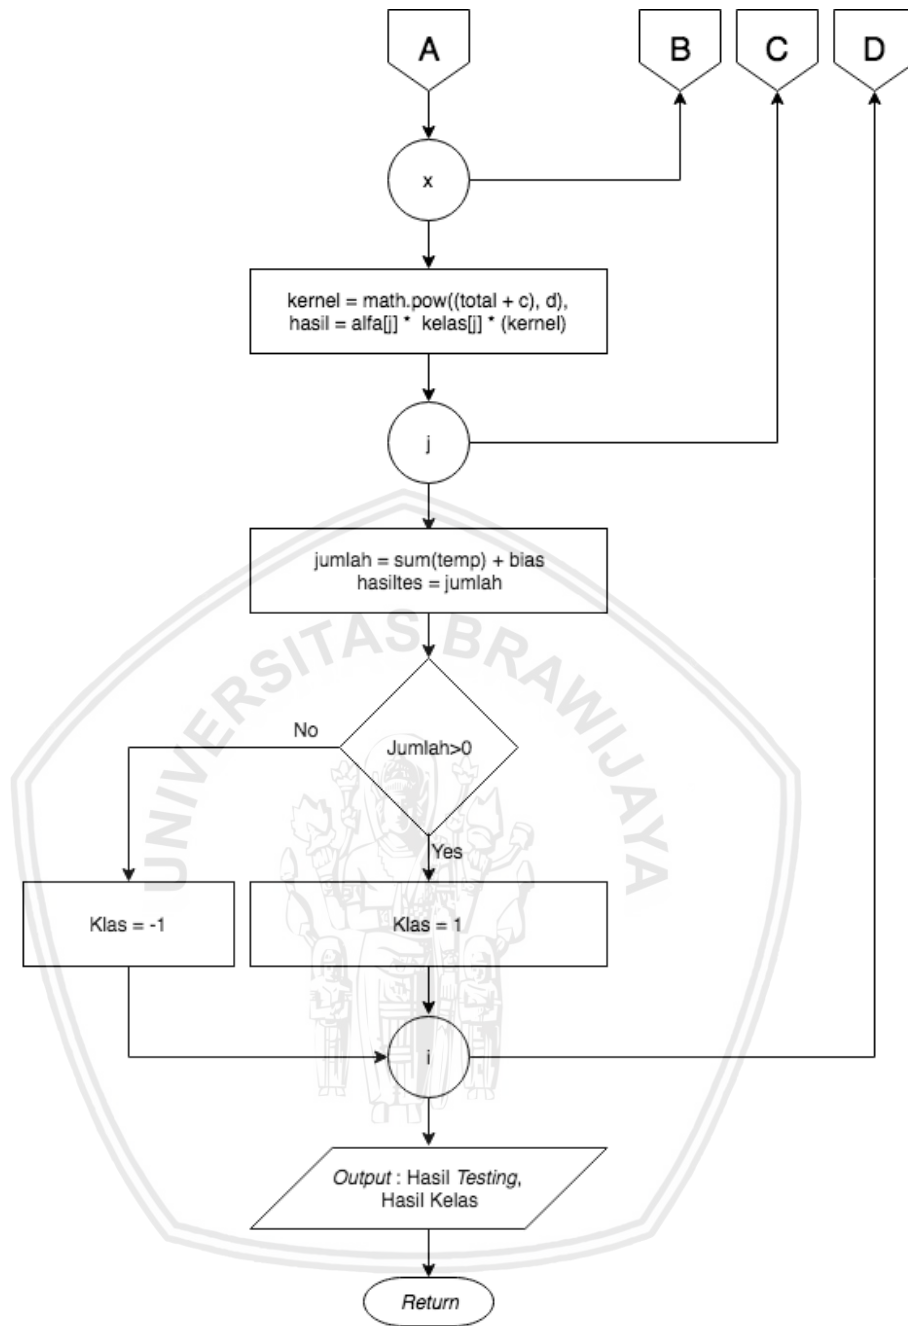 A
B
C
D
x
kernel = math.pow((total + c), d),
hasil = alfa[j] * kelas[j] * (kernel)
j
jumlah = sum(temp) + bias
hasiltes = jumlah
UNIVERSITAS BRAWIJAYA
No
Jumlah>0
Yes
Klas = -1
Klas = 1
i
Output : Hasil Testing,
Hasil Kelas
Return